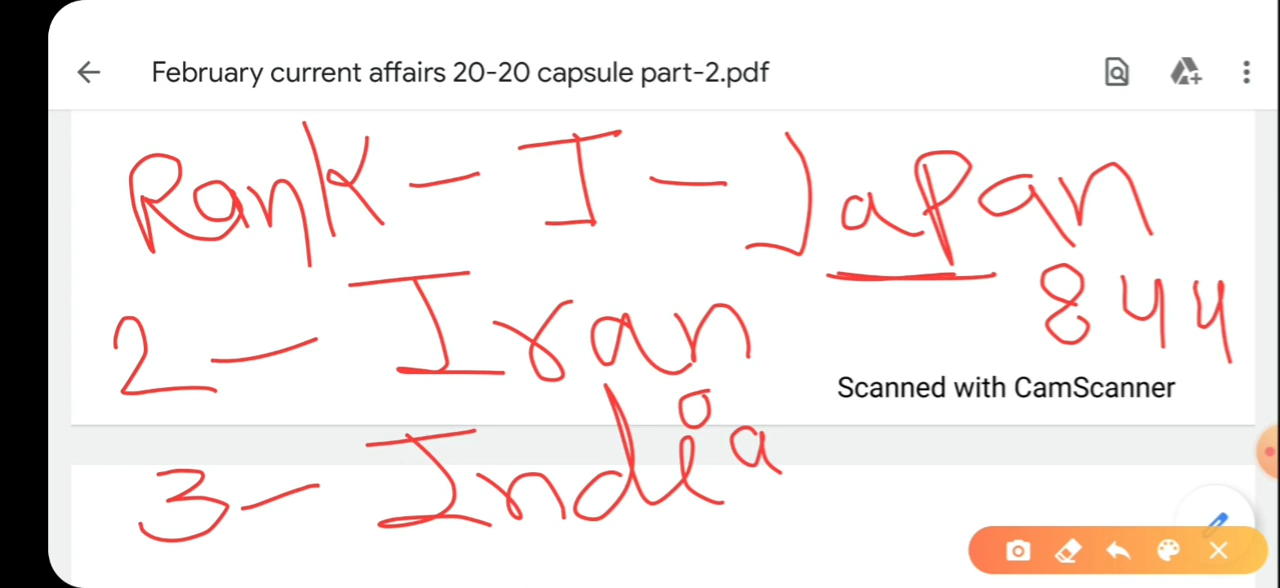 February current affairs 20-20 capsule part-2.pdf
Rank - I - Japan
844
2 - Iran
Scanned with CamScanner
3 - India